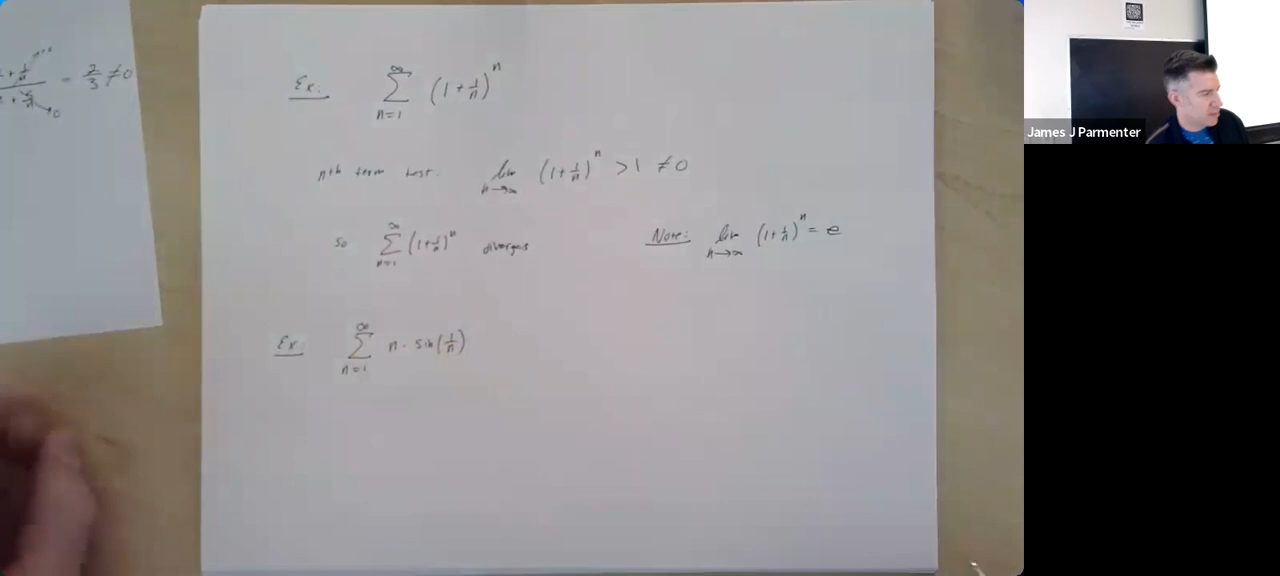 = 2/3 ≠ 0
Ex: ∑_{n=1}^{∞} (1 + 1/n)^n
nth term test: lim_{n→∞} (1 + 1/n)^n > 1 ≠ 0
so ∑_{n=1}^{∞} (1 + 1/n)^n diverges
Note: lim_{n→∞} (1 + 1/n)^n = e
Ex: ∑_{n=1}^{∞} n · sin(1/n)
James J Parmenter